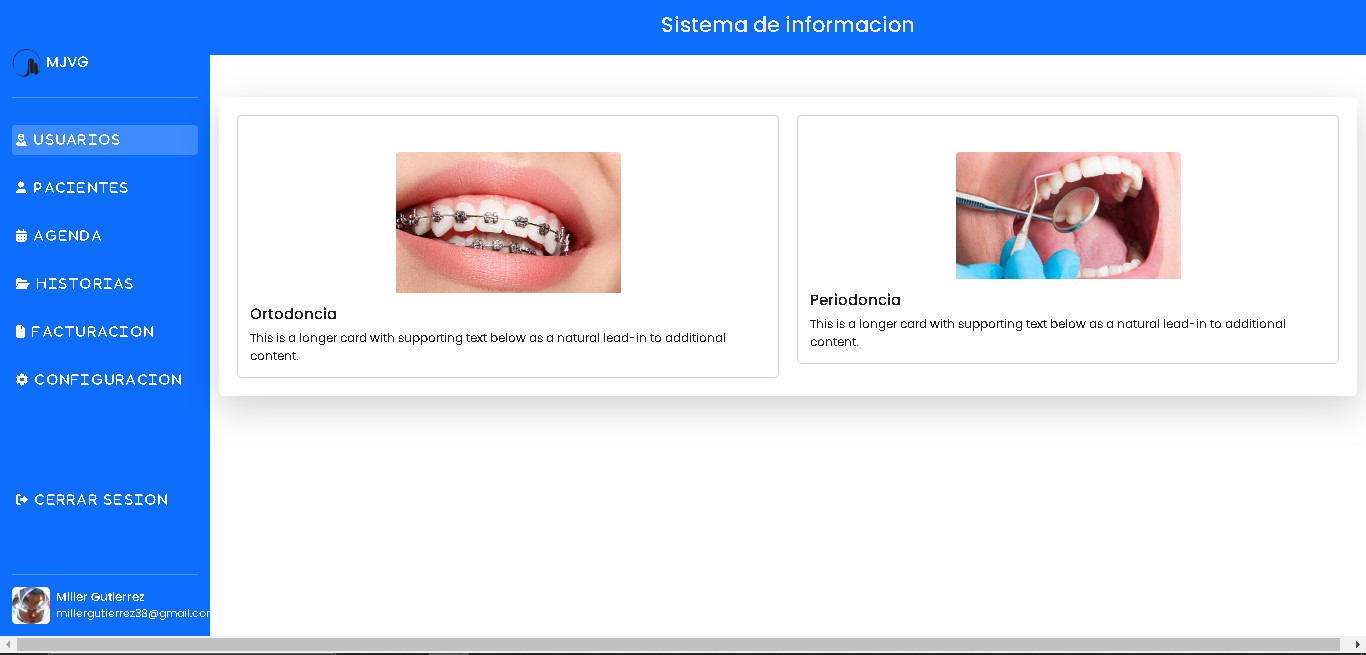 Sistema de informacion
MJVG
USUARIOS
PACIENTES
AGENDA
HISTORIAS
FACTURACION
CONFIGURACION
CERRAR SESION
Miller Gutierrez
millergutierrez38@gmail.cor
Ortodoncia
This is a longer card with supporting text below as a natural lead-in to additional
content.
Periodoncia
This is a longer card with supporting text below as a natural lead-in to additional
content.